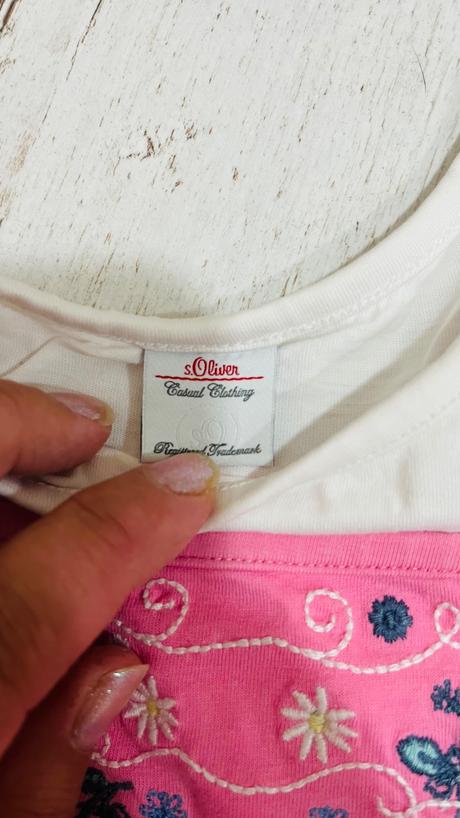 s.Oliver
Casual Clothing
Registered Trademark